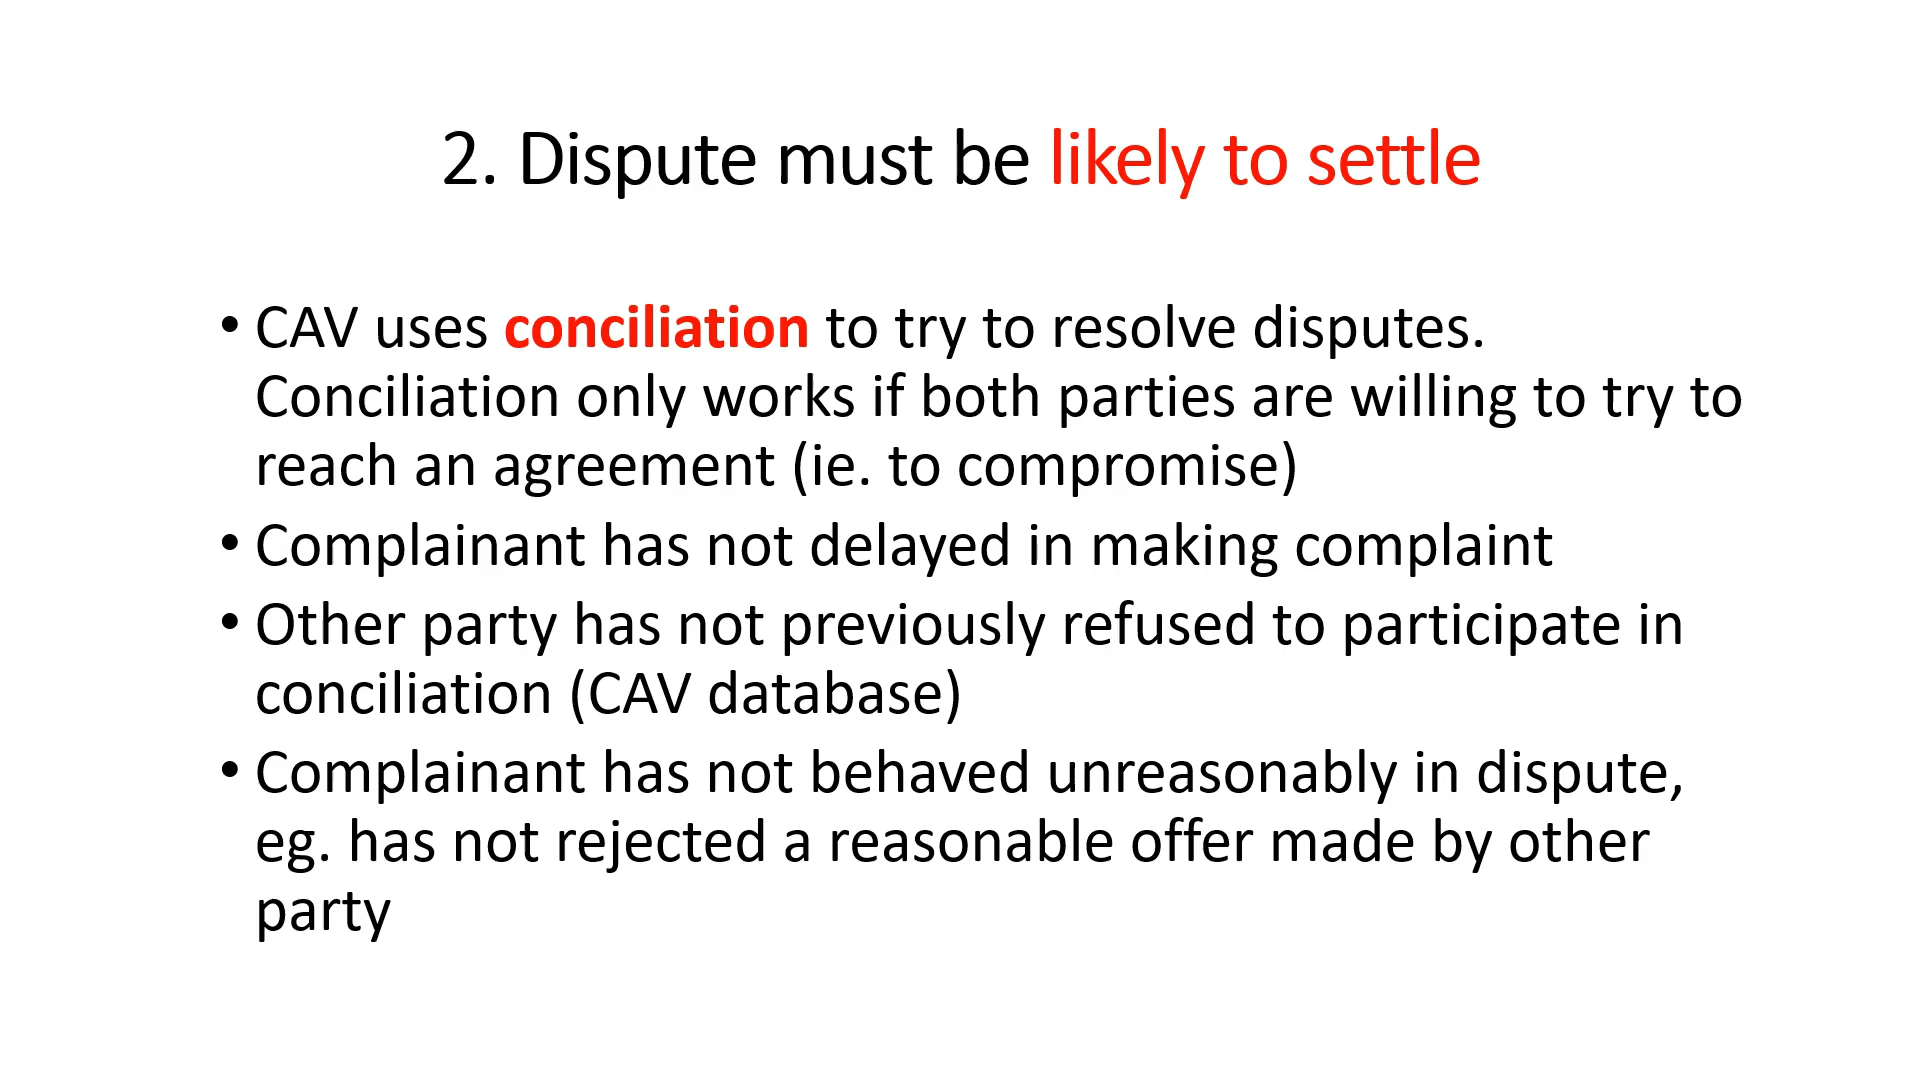 2. Dispute must be likely to settle
• CAV uses conciliation to try to resolve disputes.
Conciliation only works if both parties are willing to try to
reach an agreement (ie. to compromise)
• Complainant has not delayed in making complaint
• Other party has not previously refused to participate in
conciliation (CAV database)
• Complainant has not behaved unreasonably in dispute,
eg. has not rejected a reasonable offer made by other
party